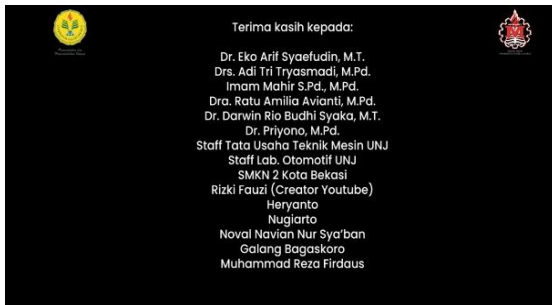 Terima kasih kepada:
Dr. Eko Arif Syaefudin, M.T.
Drs. Adi Tri Tryasmadi, M.Pd.
Imam Mahir S.Pd., M.Pd.
Dra. Ratu Amilia Avianti, M.Pd.
Dr. Darwin Rio Budhi Syaka, M.T.
Dr. Priyono, M.Pd.
Staff Tata Usaha Teknik Mesin UNJ
Staff Lab. Otomotif UNJ
SMKN 2 Kota Bekasi
Rizki Fauzi (Creator Youtube)
Heryanto
Nugiarto
Noval Navian Nur Sya'ban
Galang Bagaskoro
Muhammad Reza Firdaus